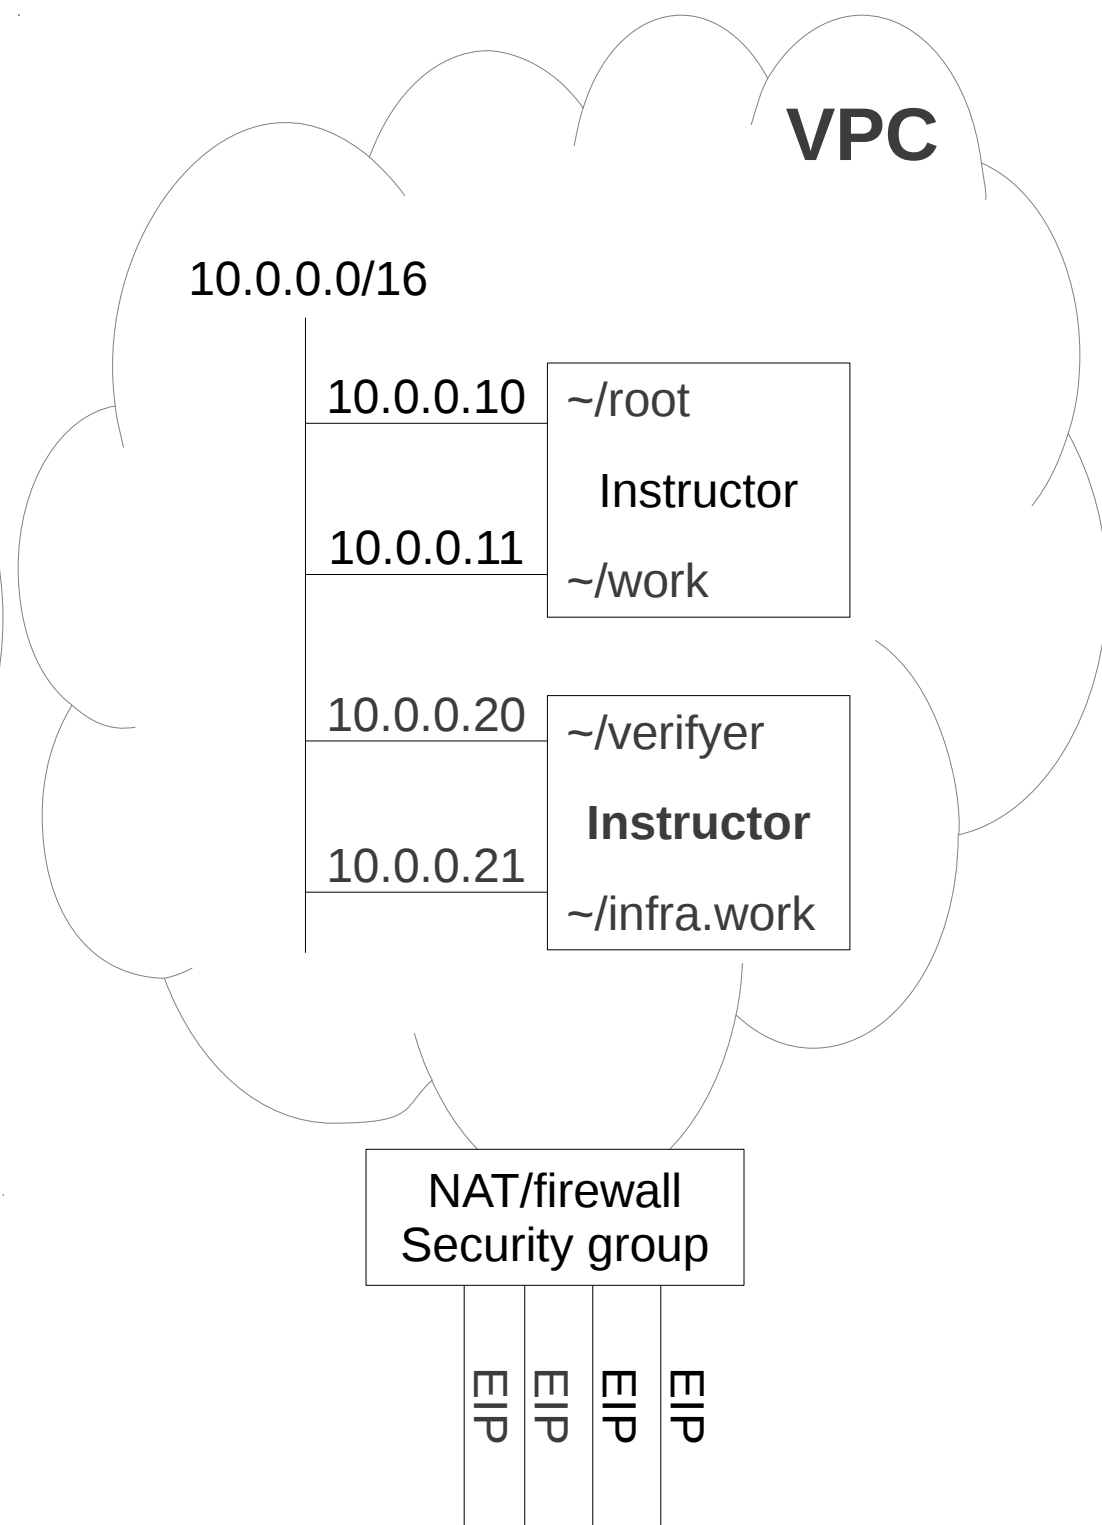 VPC
10.0.0.0/16
10.0.0.10
~/root
Instructor
10.0.0.11
~/work
10.0.0.20
~/verifyer
Instructor
10.0.0.21
~/infra.work
NAT/firewall
Security group
EIP
EIP
EIP
EIP